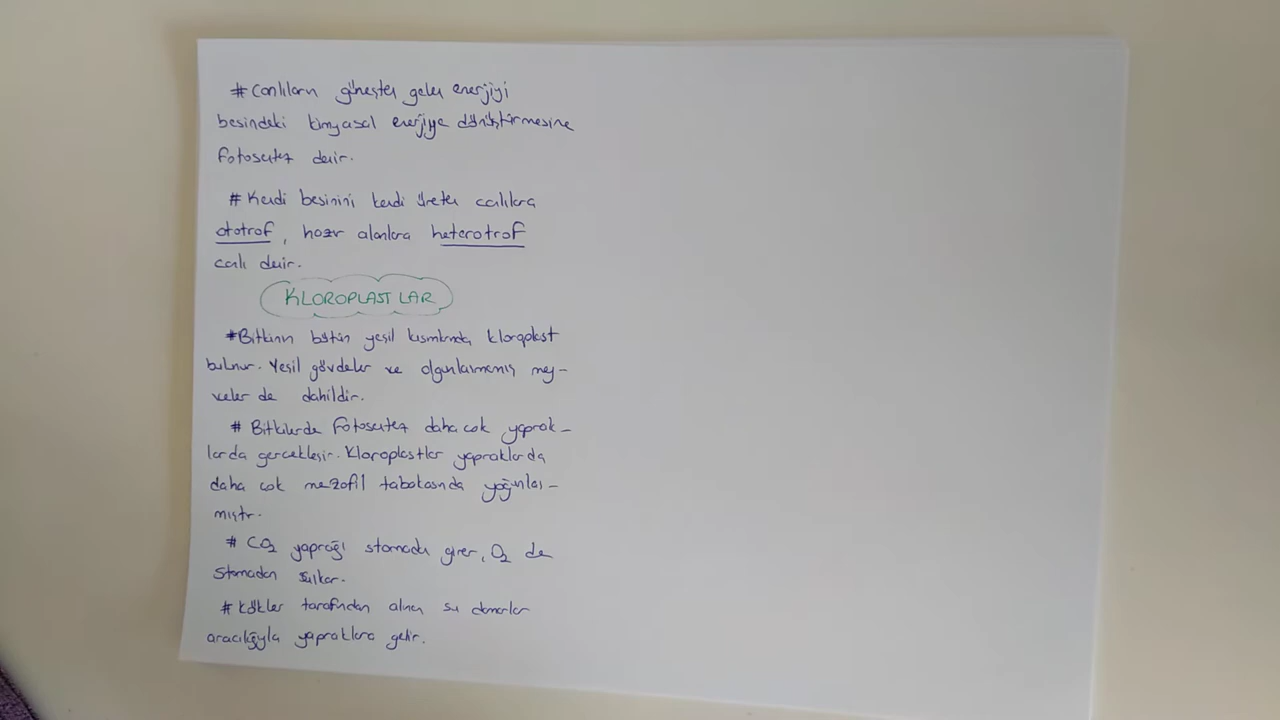 # Canlıların güneşten gelen enerjiyi
besindeki kimyasal enerjiye dönüştürmesine
fotosentez denir.
# Kendi besinini kendi üreten canlılara
ototrof, hazır alanlara heterotrof
canlı denir.
KLOROPLASTLAR
# Bitkinin bütün yeşil kısımlarında kloroplast
bulunur. Yeşil gövdeler ve olgunlaşmamış mey-
veler de dahildir.
# Bitkilerde fotosentez daha çok yaprak-
larda gerçekleşir. Kloroplastlar yapraklarda
daha çok mezofil tabakasında yoğunlaş-
mıştır.
# CO₂ yaprağı stomadan girer, O₂ de
stomadan
# Kökler tarafından alınan su damarlar
aracılığıyla yapraklara gelir.